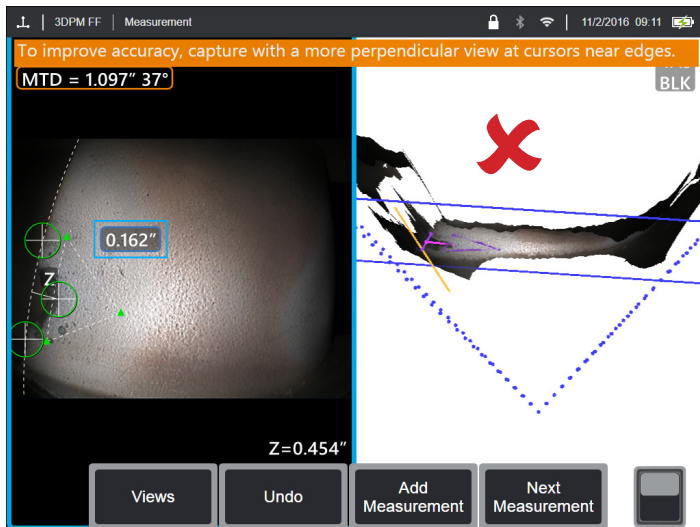 3DPM FF | Measurement 11/2/2016 09:11
To improve accuracy, capture with a more perpendicular view at cursors near edges.
MTD = 1.097" 37°
BLK
0.162"
Z
Z=0.454"
Views
Undo
Add
Measurement
Next
Measurement